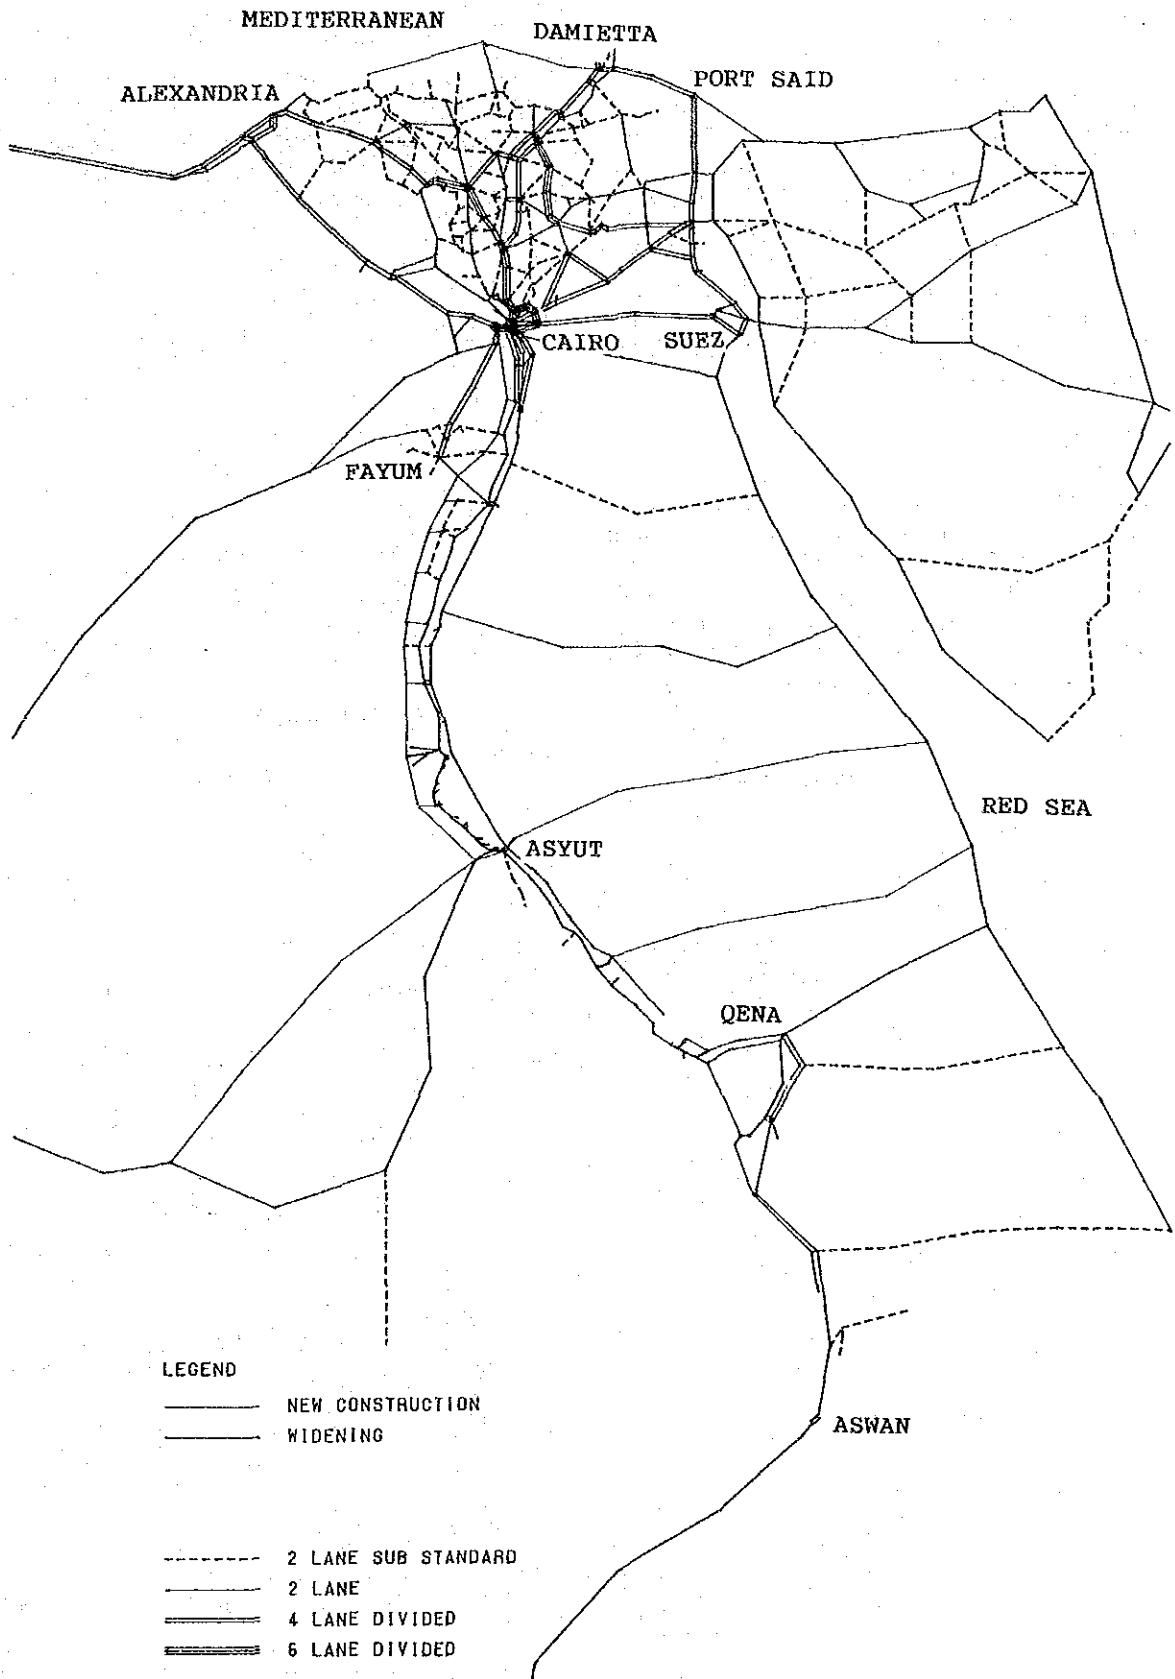 MEDITERRANEAN
DAMIETTA
ALEXANDRIA
PORT SAID
CAIRO
SUEZ
FAYUM
RED SEA
ASYUT
QENA
ASWAN
LEGEND
NEW CONSTRUCTION
WIDENING
2 LANE SUB STANDARD
2 LANE
4 LANE DIVIDED
6 LANE DIVIDED